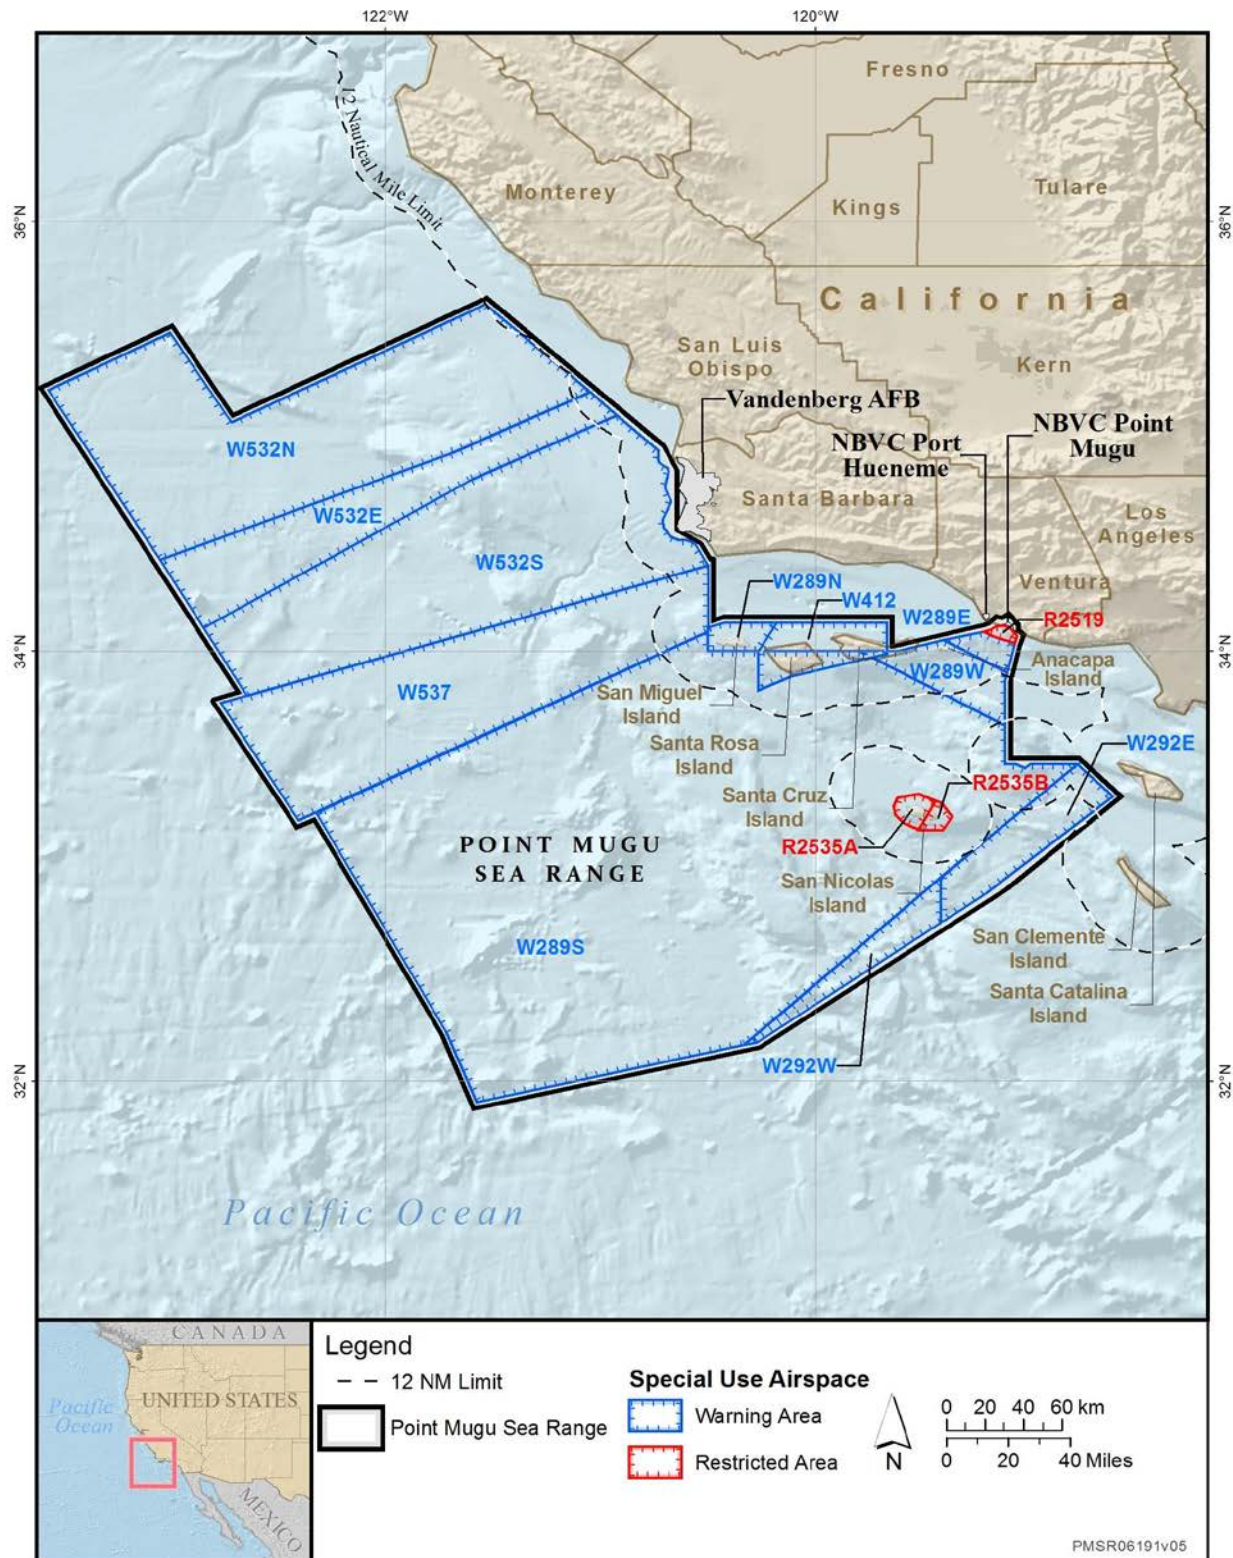 122°W
120°W
Fresno
12 Nautical Mile Limit
Monterey
Tulare
Kings
36°N
36°N
California
San Luis
Obispo
Kern
Vandenberg AFB
NBVC Point
Mugu
NBVC Port
Hueneme
W532N
Santa Barbara
Los
Angeles
W532E
W532S
Ventura
W289N
W412
W289E
R2519
34°N
34°N
W289W
Anacapa
Island
W537
San Miguel
Island
Santa Rosa
Island
W292E
Santa Cruz
Island
R2535B
POINT MUGU
SEA RANGE
R2535A
San Nicolas
Island
W289S
San Clemente
Island
Santa Catalina
Island
W292W
32°N
32°N
Pacific Ocean
CANADA
Pacific
Ocean
UNITED STATES
MEXICO
Legend
12 NM Limit
Point Mugu Sea Range
Special Use Airspace
Warning Area
Restricted Area
N
0 20 40 60 km
0 20 40 Miles
PMSR06191v05